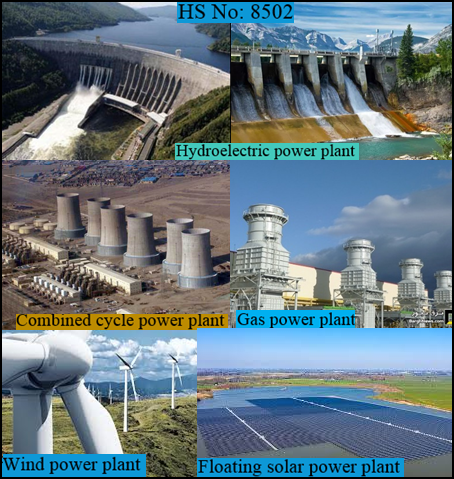 HS No: 8502
Hydroelectric power plant
Combined cycle power plant
Gas power plant
Wind power plant
Floating solar power plant